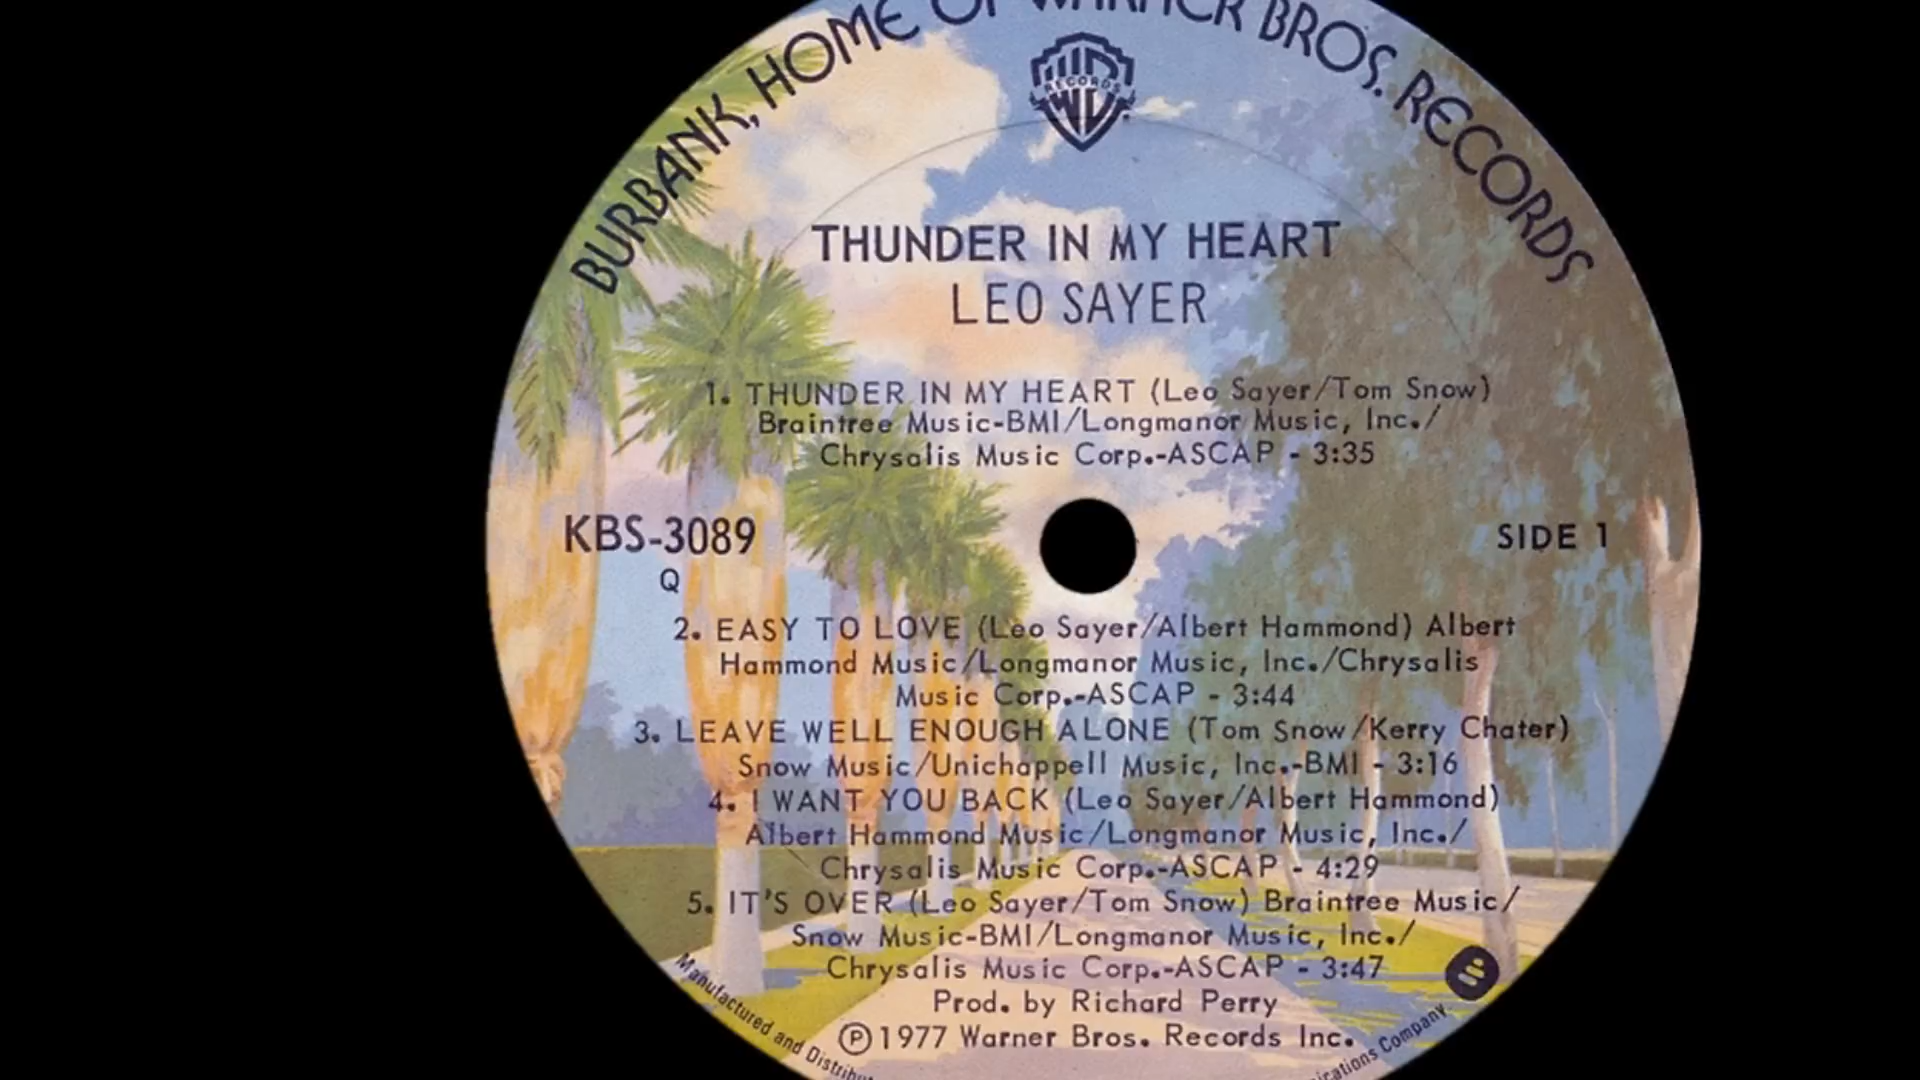 BURBANK, HOME OF WARNER BROS. RECORDS
RECORDS
THUNDER IN MY HEART
LEO SAYER
1. THUNDER IN MY HEART (Leo Sayer/Tom Snow)
Braintree Music-BMI/Longmanor Music, Inc./
Chrysalis Music Corp.-ASCAP - 3:35
KBS-3089
Q
SIDE 1
2. EASY TO LOVE (Leo Sayer/Albert Hammond) Albert
Hammond Music/Longmanor Music, Inc./Chrysalis
Music Corp.-ASCAP - 3:44
3. LEAVE WELL ENOUGH ALONE (Tom Snow/Kerry Chater)
Snow Music/Unichappell Music, Inc.-BMI - 3:16
4. I WANT YOU BACK (Leo Sayer/Albert Hammond)
Albert Hammond Music/Longmanor Music, Inc./
Chrysalis Music Corp.-ASCAP - 4:29
5. IT'S OVER (Leo Sayer/Tom Snow) Braintree Music/
Snow Music-BMI/Longmanor Music, Inc./
Chrysalis Music Corp.-ASCAP - 3:47
Prod. by Richard Perry
Ⓟ1977 Warner Bros. Records Inc.
Manufactured and
Company